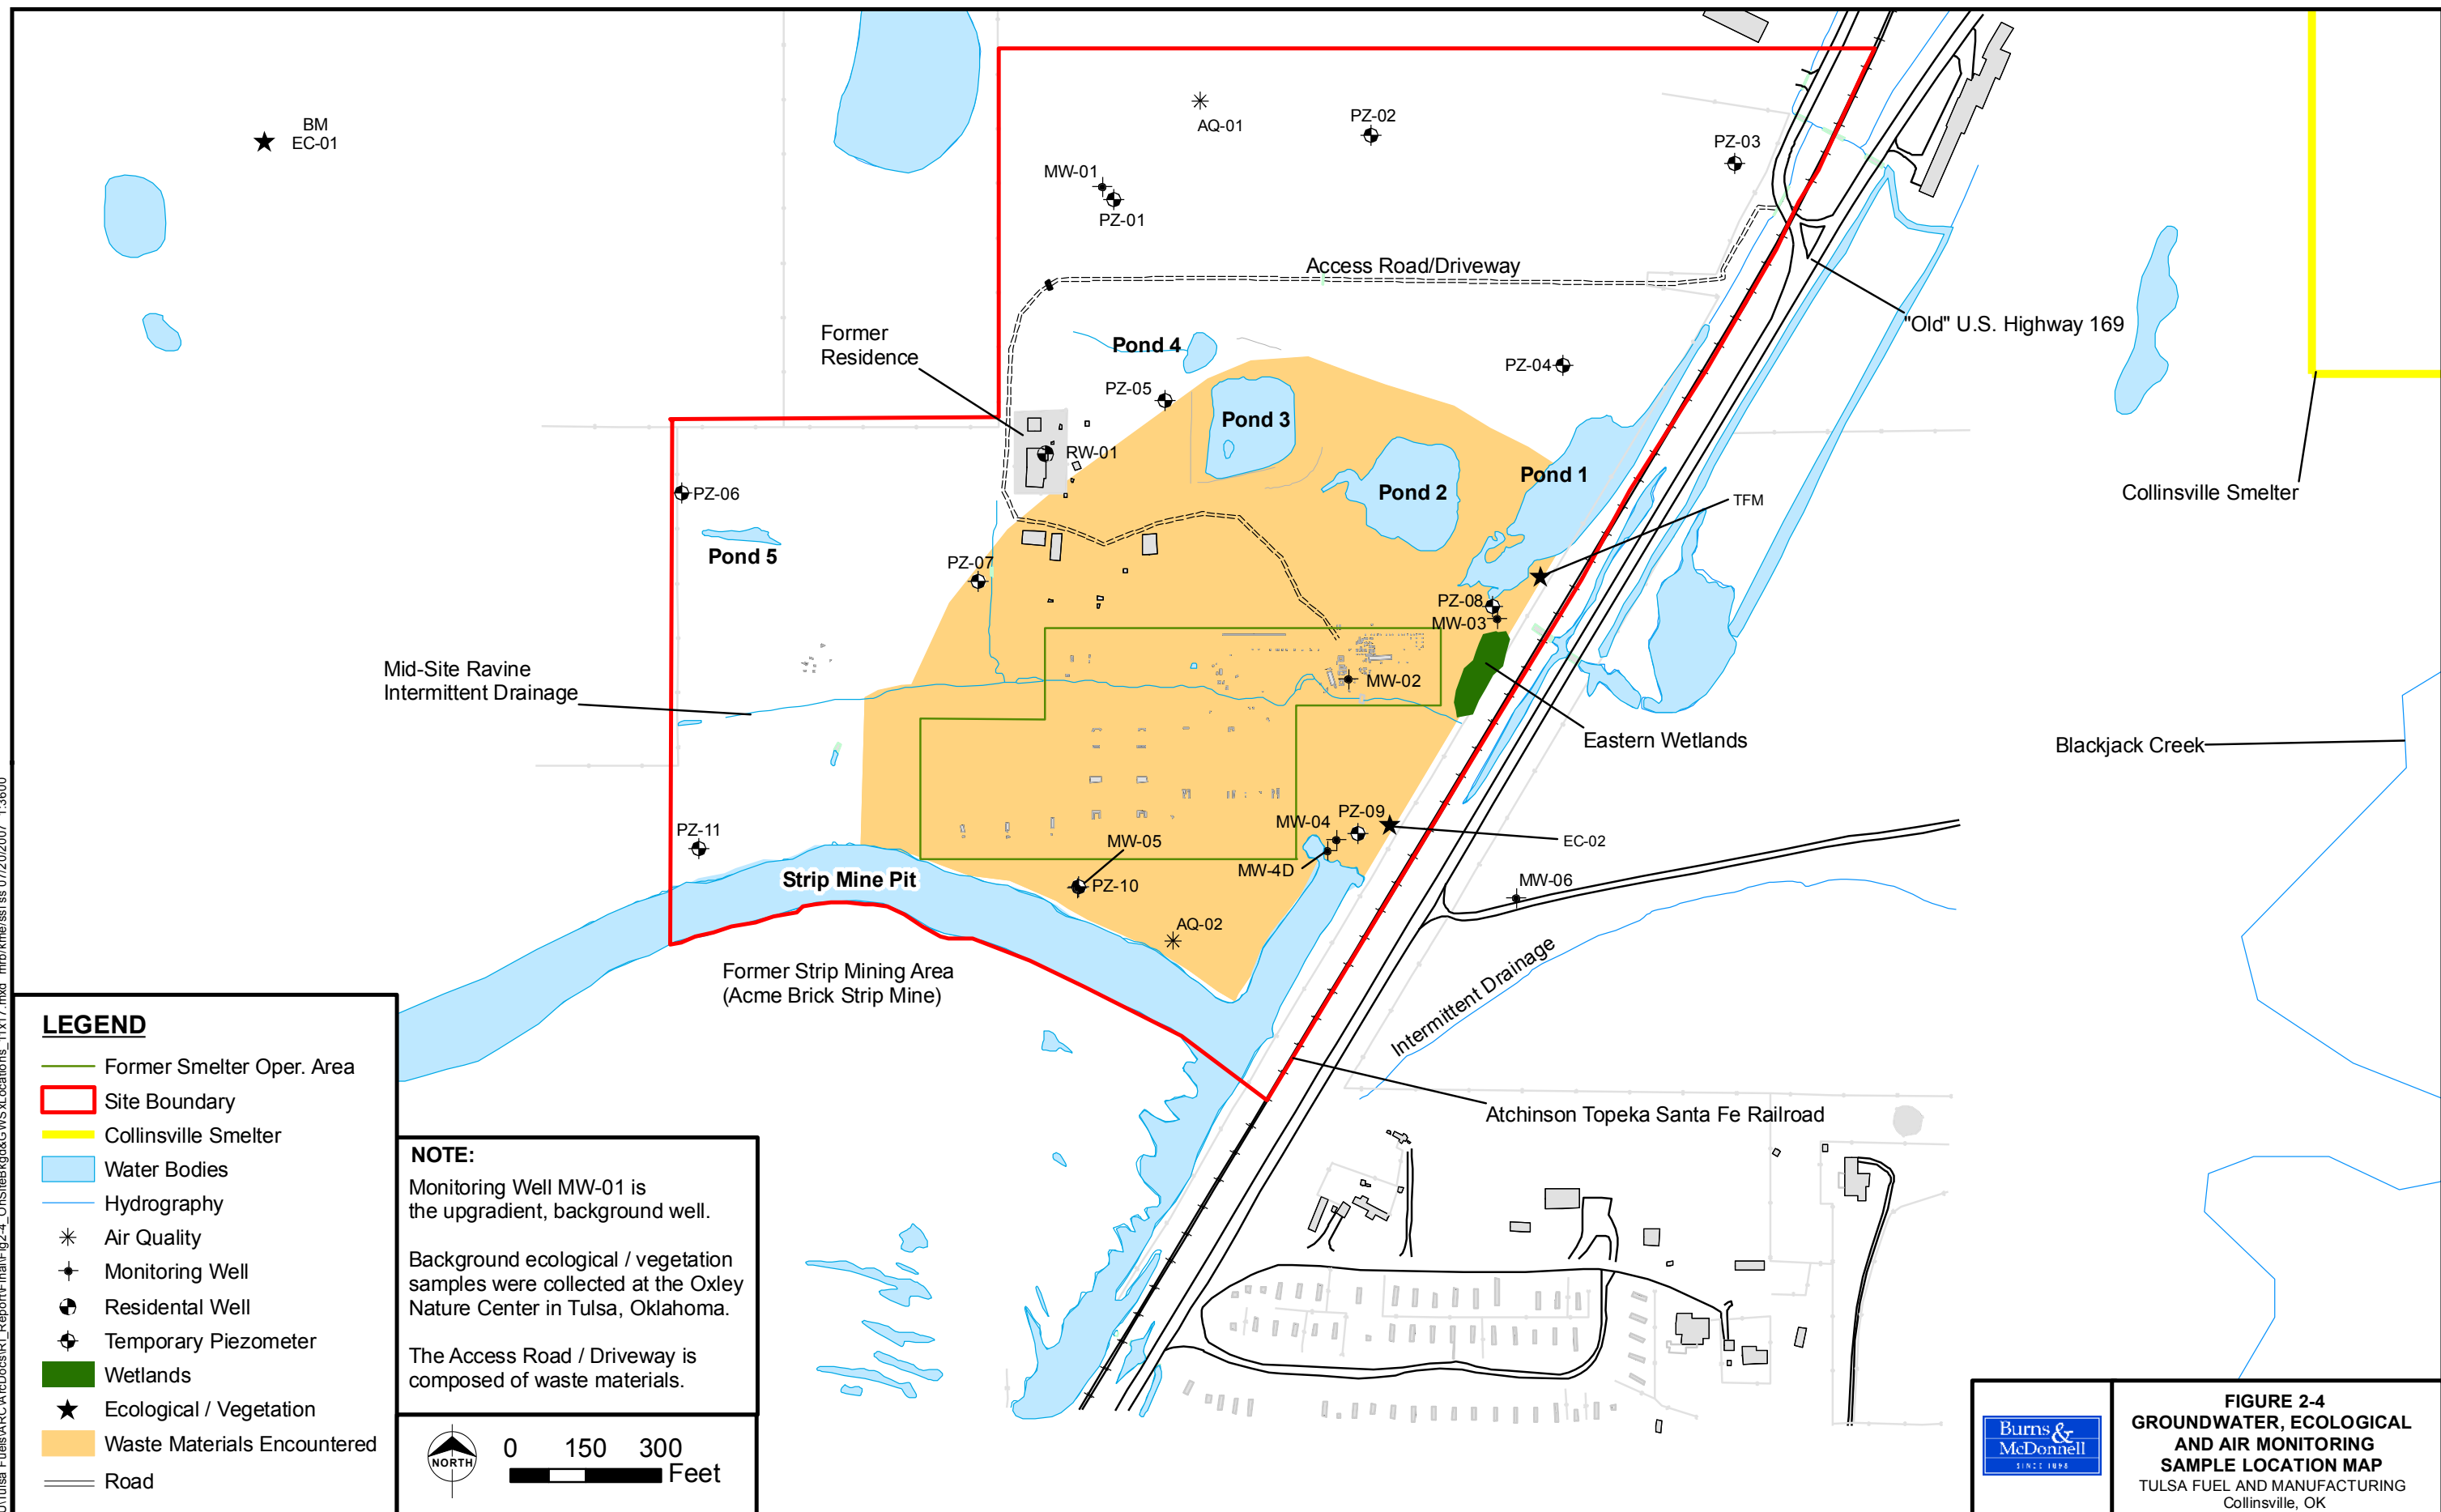 BM
EC-01
AQ-01
PZ-02
PZ-03
MW-01
PZ-01
Access Road/Driveway
"Old" U.S. Highway 169
Former
Residence
Pond 4
PZ-04
PZ-05
Pond 3
RW-01
Pond 1
Pond 2
PZ-06
TFM
Collinsville Smelter
Pond 5
PZ-07
PZ-08
MW-03
Mid-Site Ravine
Intermittent Drainage
MW-02
Eastern Wetlands
Blackjack Creek
PZ-11
MW-04
PZ-09
MW-05
EC-02
MW-4D
Strip Mine Pit
PZ-10
MW-06
AQ-02
Former Strip Mining Area
(Acme Brick Strip Mine)
Intermittent Drainage
Atchinson Topeka Santa Fe Railroad
LEGEND
Former Smelter Oper. Area
Site Boundary
Collinsville Smelter
Water Bodies
Hydrography
Air Quality
Monitoring Well
Residental Well
Temporary Piezometer
Wetlands
Ecological / Vegetation
Waste Materials Encountered
Road
NOTE:
Monitoring Well MW-01 is
the upgradient, background well.
Background ecological / vegetation
samples were collected at the Oxley
Nature Center in Tulsa, Oklahoma.
The Access Road / Driveway is
composed of waste materials.
NORTH
0 150 300
Feet
Burns &
McDonnell
SINCE 1898
FIGURE 2-4
GROUNDWATER, ECOLOGICAL
AND AIR MONITORING
SAMPLE LOCATION MAP
TULSA FUEL AND MANUFACTURING
Collinsville, OK